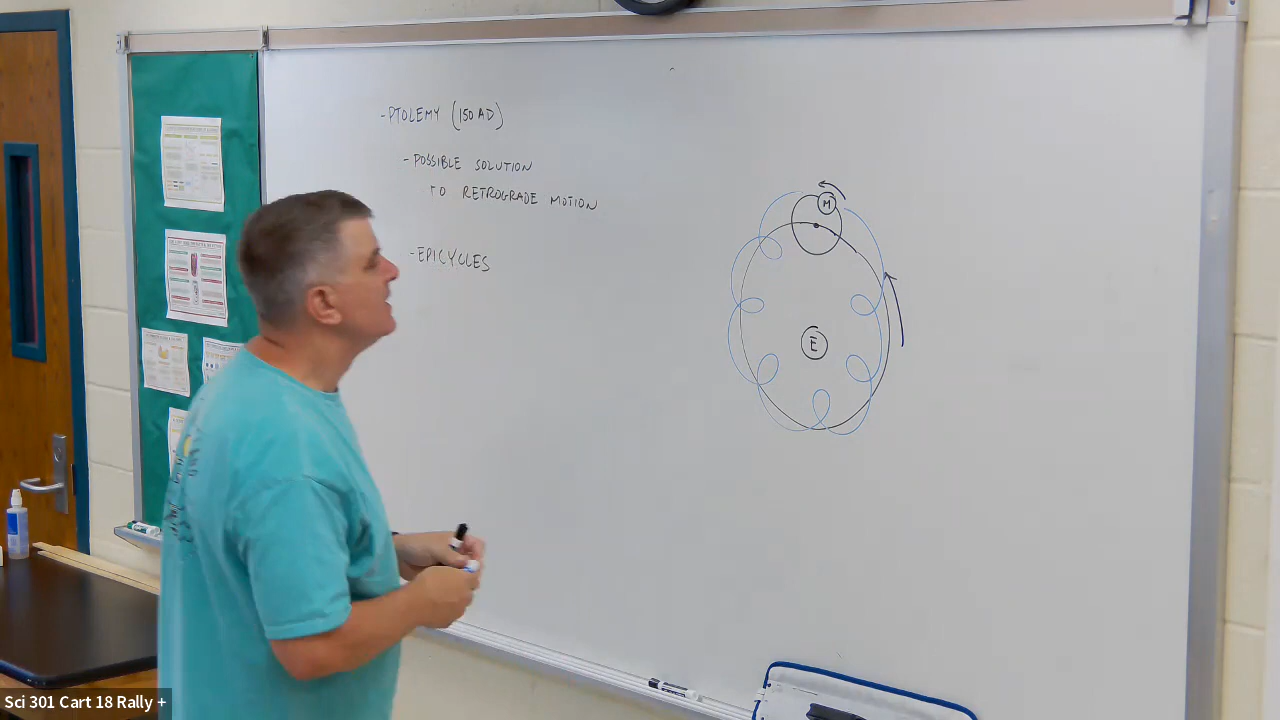 -PTOLEMY (150 AD)
-POSSIBLE SOLUTION
TO RETROGRADE MOTION
-EPICYCLES
M
E
Sci 301 Cart 18 Rally +